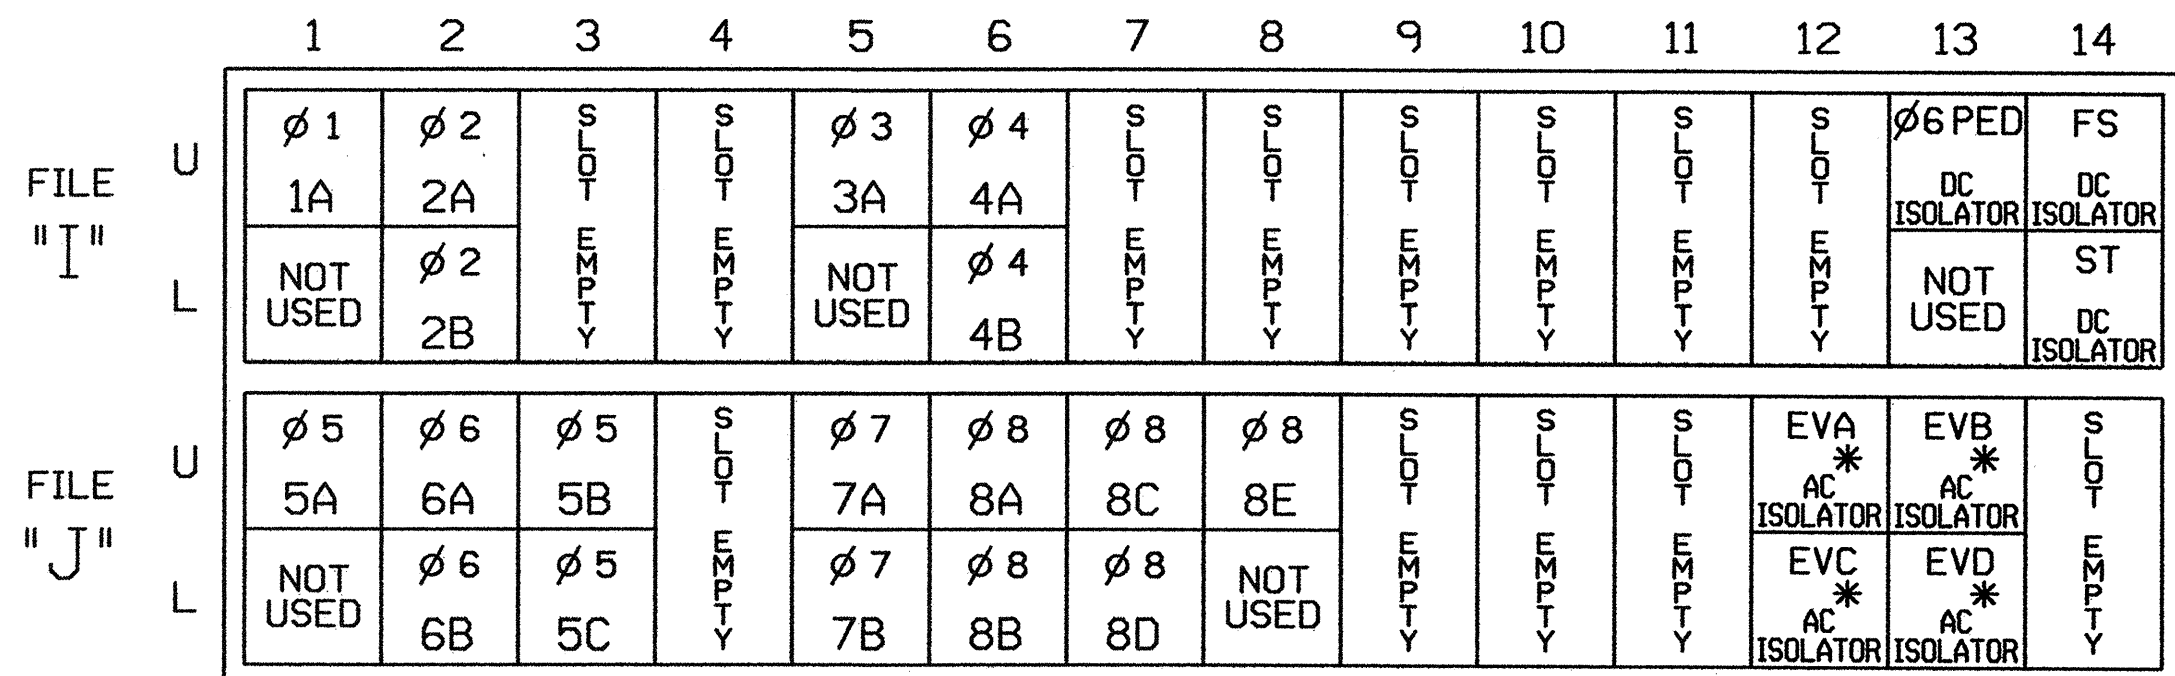 1 2 3 4 5 6 7 8 9 10 11 12 13 14
FILE "I"
U
L
ø 1 1A
NOT USED
ø 2 2A
ø 2 2B
SLOT EMPTY
SLOT EMPTY
ø 3 3A
NOT USED
ø 4 4A
ø 4 4B
SLOT EMPTY
SLOT EMPTY
SLOT EMPTY
SLOT EMPTY
SLOT EMPTY
SLOT EMPTY
ø6 PED DC ISOLATOR
NOT USED
FS DC ISOLATOR
ST DC ISOLATOR
FILE "J"
U
L
ø 5 5A
NOT USED
ø 6 6A
ø 6 6B
ø 5 5B
ø 5 5C
SLOT EMPTY
ø 7 7A
ø 7 7B
ø 8 8A
ø 8 8B
ø 8 8C
ø 8 8D
ø 8 8E
NOT USED
SLOT EMPTY
SLOT EMPTY
SLOT EMPTY
EVA * AC ISOLATOR
EVC * AC ISOLATOR
EVB * AC ISOLATOR
EVD * AC ISOLATOR
SLOT EMPTY